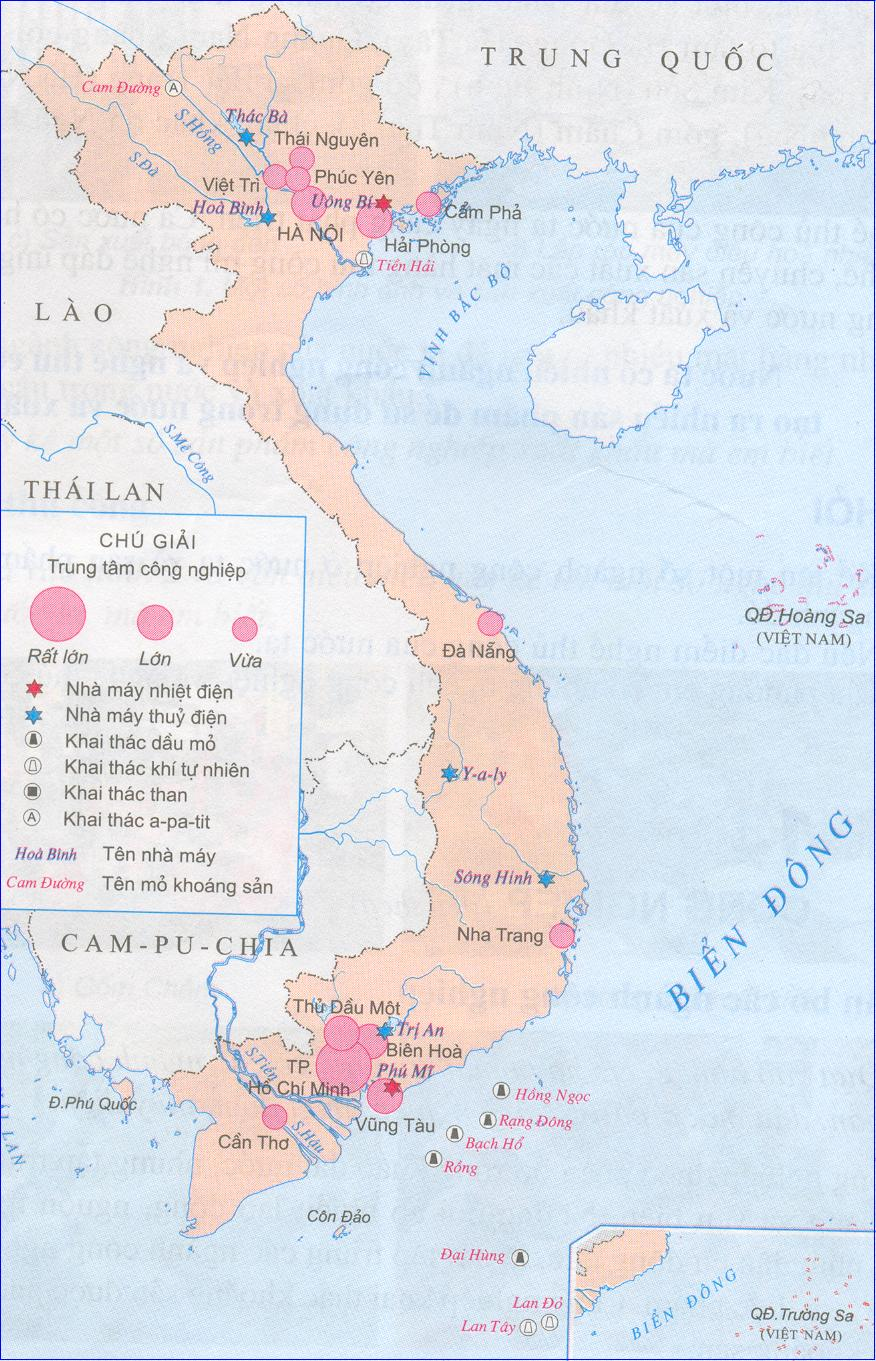 TRUNG QUỐC
Cam Đường
A
S.Hồng
Thác Bà
Thái Nguyên
S.Đà
Việt Trì
Phúc Yên
Hoà Bình
Uông Bí
Cẩm Phả
HÀ NỘI
Hải Phòng
Tiền Hải
LÀO
VỊNH BẮC BỘ
S.Mê Công
THÁI LAN
CHÚ GIẢI
Trung tâm công nghiệp
Rất lớn
Lớn
Vừa
Nhà máy nhiệt điện
Nhà máy thuỷ điện
Khai thác dầu mỏ
Khai thác khí tự nhiên
Khai thác than
A
Khai thác a-pa-tit
Hoà Bình
Tên nhà máy
Cam Đường
Tên mỏ khoáng sản
QĐ.Hoàng Sa
(VIỆT NAM)
Đà Nẵng
Y-a-ly
Sông Hinh
Nha Trang
BIỂN ĐÔNG
CAM-PU-CHIA
Thủ Dầu Một
Trị An
Biên Hoà
TP.
Hồ Chí Minh
Phú Mĩ
S.Tiền
Đ.Phú Quốc
Vũng Tàu
Cần Thơ
S.Hậu
Hồng Ngọc
Rạng Đông
Bạch Hổ
Rồng
Côn Đảo
Đại Hùng
Lan Đỏ
Lan Tây
BIỂN ĐÔNG
QĐ.Trường Sa
(VIỆT NAM)